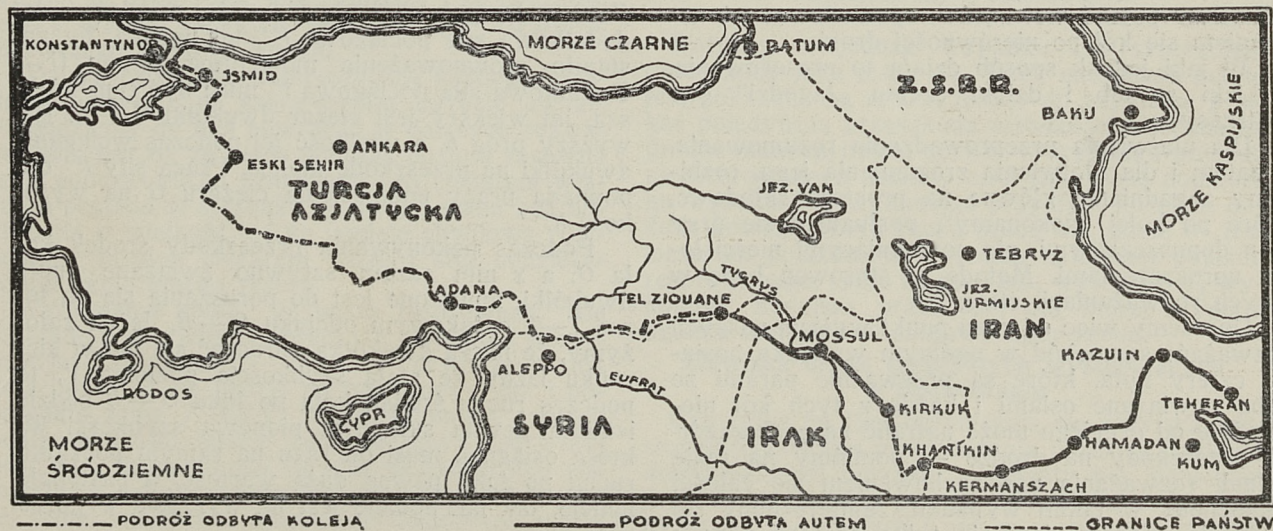 KONSTANTYNOP
ISMID
MORZE CZARNE
BATUM
Z.S.R.R.
BAKU
MORZE KASPIJSKIE
ESKI SEHIR
ANKARA
TURCJA
AZJATYCKA
JEZ. VAN
TEBRYZ
JEZ.
URMIJSKIE
IRAN
ADANA
TEL ZIOUANE
TYGRYS
MOSSUL
ALEPPO
EUFRAT
KAZUIN
TEHERAN
RODOS
CYPR
SYRIA
IRAK
KIRKUK
KHANÍKIN
HAMADAN
KUM
KERMANSZACH
MORZE
ŚRÓDZIEMNE
PODRÓŻ ODBYTA KOLEJĄ
PODRÓŻ ODBYTA AUTEM
GRANICE PAŃSTW